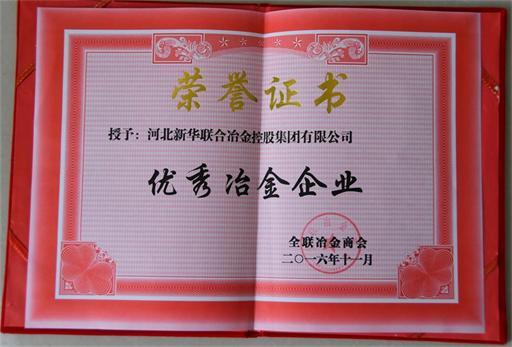 荣誉证书
授予：河北新华联合冶金控股集团有限公司
优秀冶金企业
全联冶金商会
二〇一六年十一月